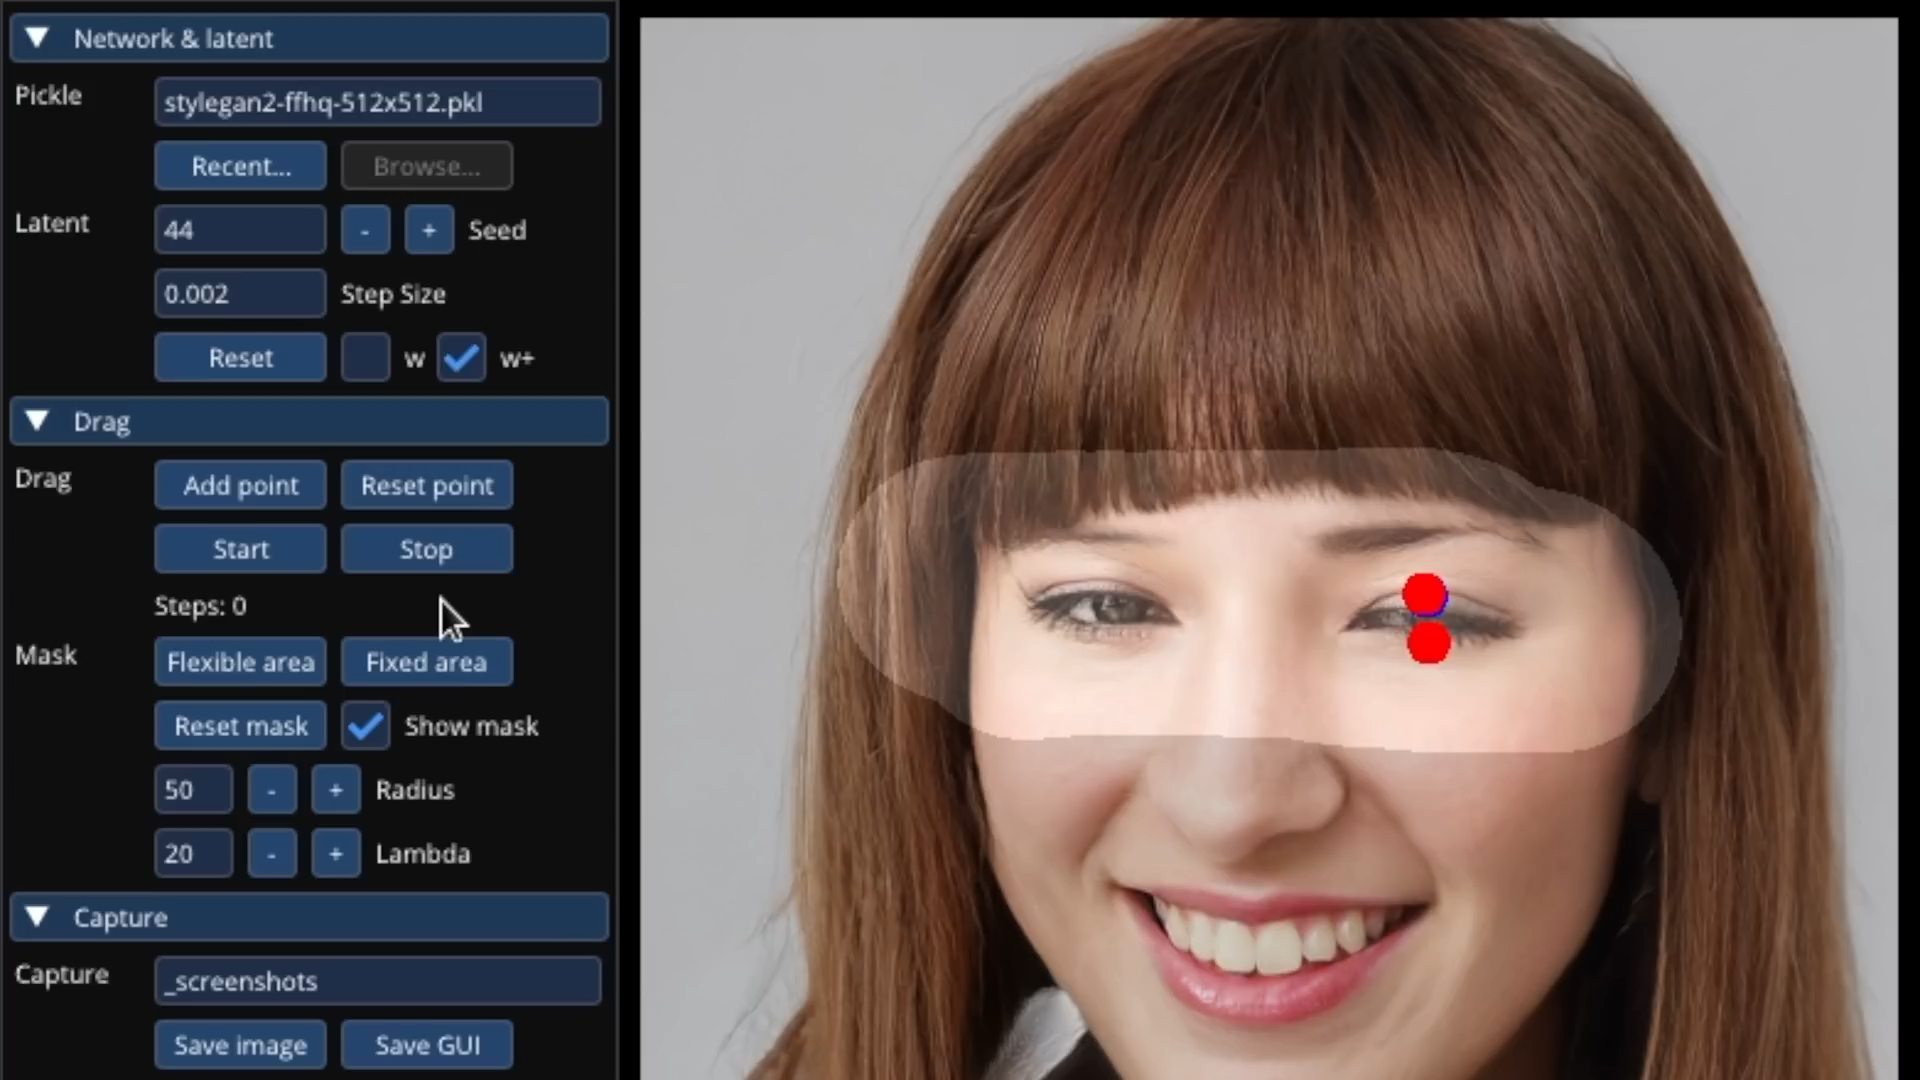 Network & latent
Pickle
stylegan2-ffhq-512x512.pkl
Recent...
Browse...
Latent
44
-
+
Seed
0.002
Step Size
Reset
w
w+
Drag
Drag
Add point
Reset point
Start
Stop
Steps: 0
Mask
Flexible area
Fixed area
Reset mask
Show mask
50
-
+
Radius
20
-
+
Lambda
Capture
Capture
_screenshots
Save image
Save GUI